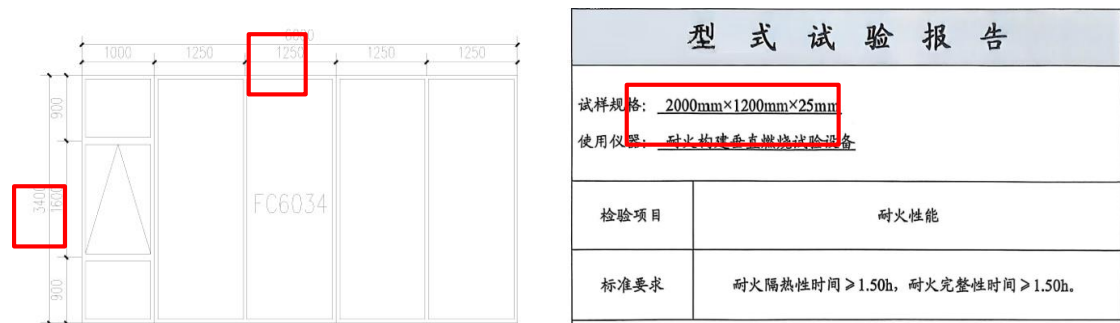 6000
1000
1250
1250
1250
1250
900
3400
1600
900
FC6034
型式试验报告
试样规格: 2000mm×1200mm×25mm
使用仪器: 耐火构建垂直燃烧试验设备
检验项目
耐火性能
标准要求
耐火隔热性时间≥1.50h, 耐火完整性时间≥1.50h。